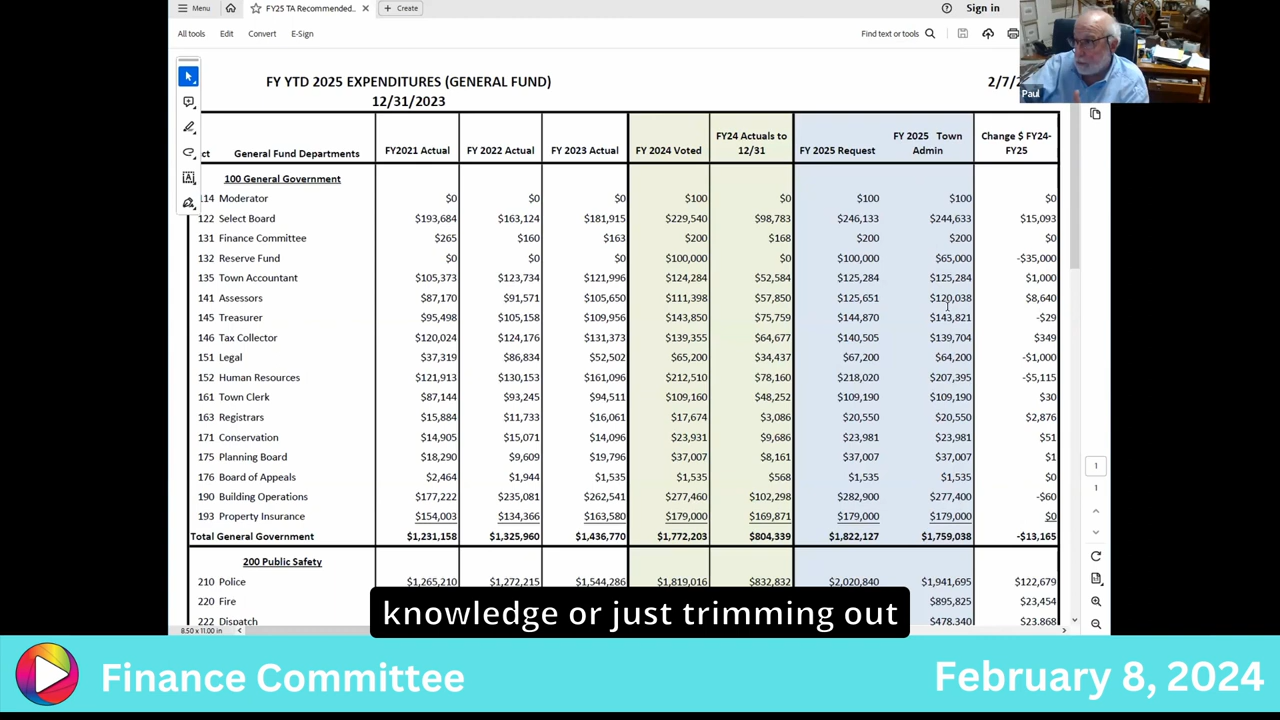 Menu FY25 TA Recommended.. Create Sign in
All tools Edit Convert E-Sign Find text or tools
Paul
FY YTD 2025 EXPENDITURES (GENERAL FUND) 2/7/2
12/31/2023
ct General Fund Departments FY2021 Actual FY 2022 Actual FY 2023 Actual FY 2024 Voted FY24 Actuals to 12/31 FY 2025 Request FY 2025 Town Admin Change $ FY24-FY25
100 General Government
114 Moderator $0 $0 $0 $100 $0 $100 $100 $0
122 Select Board $193,684 $163,124 $181,915 $229,540 $98,783 $246,133 $244,633 $15,093
131 Finance Committee $265 $160 $163 $200 $168 $200 $200 $0
132 Reserve Fund $0 $0 $0 $100,000 $0 $100,000 $65,000 -$35,000
135 Town Accountant $105,373 $123,734 $121,996 $124,284 $52,584 $125,284 $125,284 $1,000
141 Assessors $87,170 $91,571 $105,650 $111,398 $57,850 $125,651 $120,038 $8,640
145 Treasurer $95,498 $105,158 $109,956 $143,850 $75,759 $144,870 $143,821 -$29
146 Tax Collector $120,024 $124,176 $131,373 $139,355 $64,677 $140,505 $139,704 $349
151 Legal $37,319 $86,834 $52,502 $65,200 $34,437 $67,200 $64,200 -$1,000
152 Human Resources $121,913 $130,153 $161,096 $212,510 $78,160 $218,020 $207,395 -$5,115
161 Town Clerk $87,144 $93,245 $94,511 $109,160 $48,252 $109,190 $109,190 $30
163 Registrars $15,884 $11,733 $16,061 $17,674 $3,086 $20,550 $20,550 $2,876
171 Conservation $14,905 $15,071 $14,096 $23,931 $9,686 $23,981 $23,981 $51
175 Planning Board $18,290 $9,609 $19,796 $37,007 $8,161 $37,007 $37,007 $1
176 Board of Appeals $2,464 $1,944 $1,535 $1,535 $568 $1,535 $1,535 $0
190 Building Operations $177,222 $235,081 $262,541 $277,460 $102,298 $282,900 $277,400 -$60
193 Property Insurance $154,003 $134,366 $163,580 $179,000 $169,871 $179,000 $179,000 $0
Total General Government $1,231,158 $1,325,960 $1,436,770 $1,772,203 $804,339 $1,822,127 $1,759,038 -$13,165
200 Public Safety
210 Police $1,265,210 $1,272,215 $1,544,286 $1,819,016 $832,832 $2,020,840 $1,941,695 $122,679
220 Fire $895,825 $23,454
222 Dispatch $478,340 $23,868
1
1
8.50 x 11.00 in
knowledge or just trimming out
Finance Committee February 8, 2024